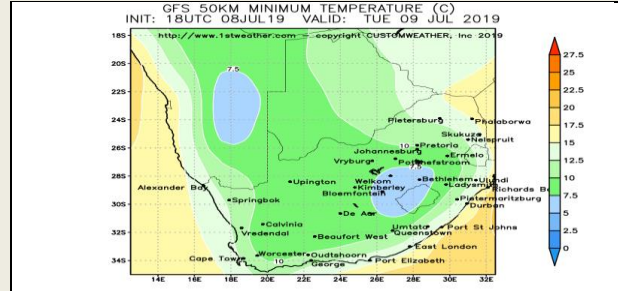 GFS 50KM MINIMUM TEMPERATURE (C)
INIT: 18UTC 08JUL19 VALID: TUE 09 JUL 2019
http://www.1stweather.com - copyright CUSTOMWEATHER, Inc 2019
18S
20S
22S
24S
26S
28S
30S
32S
34S
14E
16E
18E
20E
22E
24E
26E
28E
30E
32E
7.5
10
7.5
10
Pietersburg
Phalaborwa
Skukuza
Nelspruit
Pretoria
Johannesburg
Ermelo
Vryburg
Potchefstroom
Welkom
Bethlehem
Ulundi
Kimberley
Ladysmith
Bloemfontein
Richards Ba
Pietermaritzburg
Durban
Alexander Bay
Upington
Springbok
De Aar
Calvinia
Vredendal
Beaufort West
Umtata
Port St Johns
Queenstown
East London
Worcester
Oudtshoorn
Cape Town
George
Port Elizabeth
27.5
25
22.5
20
17.5
15
12.5
10
7.5
5
2.5
0